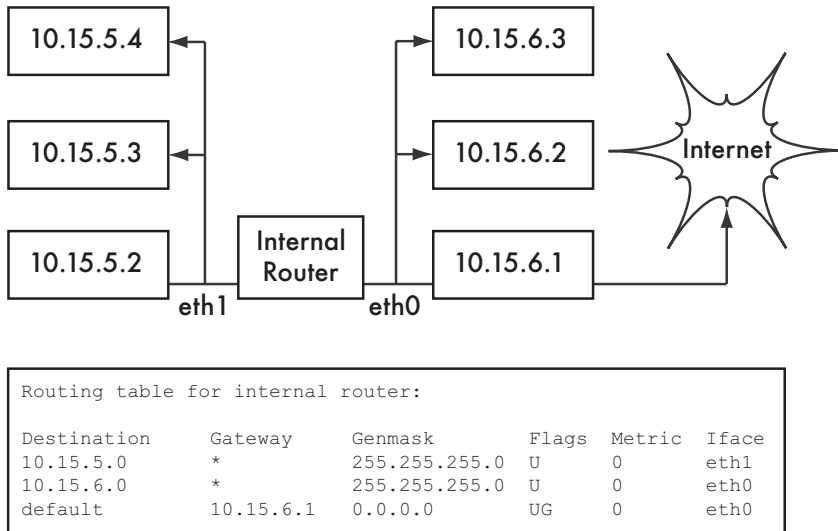 10.15.5.4
10.15.6.3
10.15.5.3
10.15.6.2
Internet
10.15.5.2
Internal
Router
10.15.6.1
eth1
eth0
Routing table for internal router:
Destination Gateway Genmask Flags Metric Iface
10.15.5.0 * 255.255.255.0 U 0 eth1
10.15.6.0 * 255.255.255.0 U 0 eth0
default 10.15.6.1 0.0.0.0 UG 0 eth0